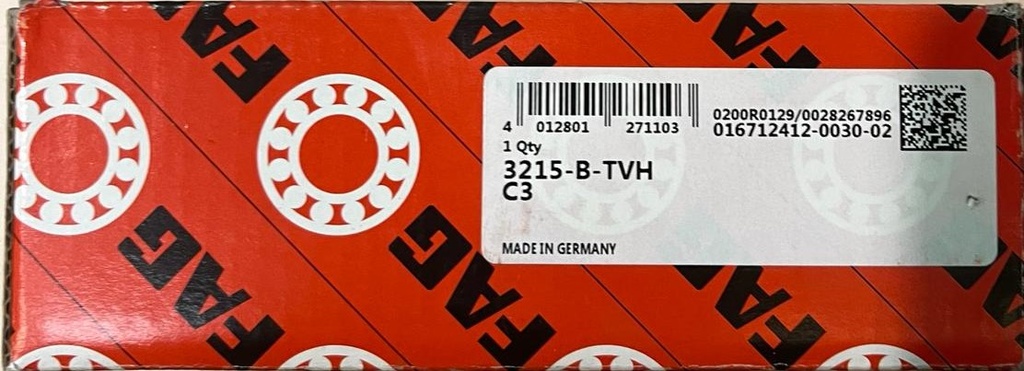 FAG
FAG
FAG
FAG
FAG
4 012801 271103
0200R0129/0028267896
016712412-0030-02
1 Qty
3215-B-TVH
C3
MADE IN GERMANY